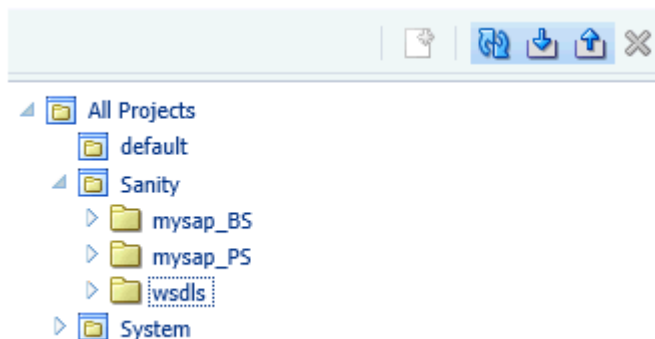 All Projects
default
Sanity
mysap_BS
mysap_PS
wsdls
System